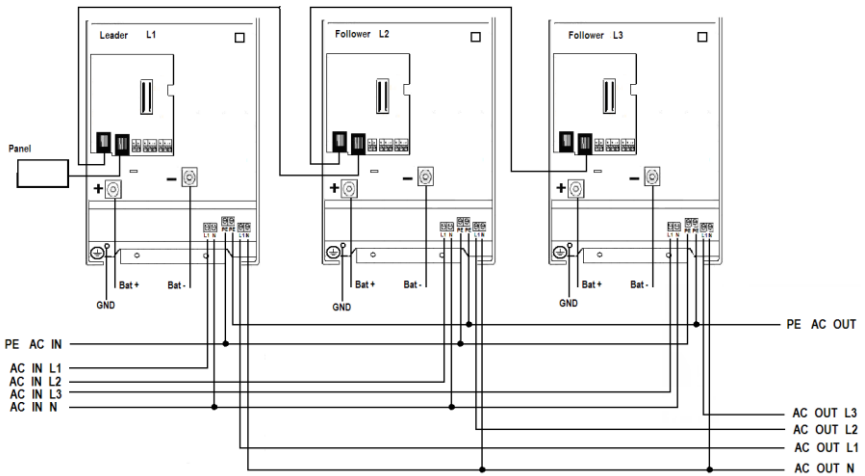 Leader L1
Follower L2
Follower L3
Panel
+ −
+ −
+ −
L1 N PE PE L1 N
L1 N PE PE L1 N
L1 N PE PE L1 N
Bat+ Bat-
Bat+ Bat-
Bat+ Bat-
GND
GND
GND
PE AC IN
AC IN L1
AC IN L2
AC IN L3
AC IN N
PE AC OUT
AC OUT L3
AC OUT L2
AC OUT L1
AC OUT N